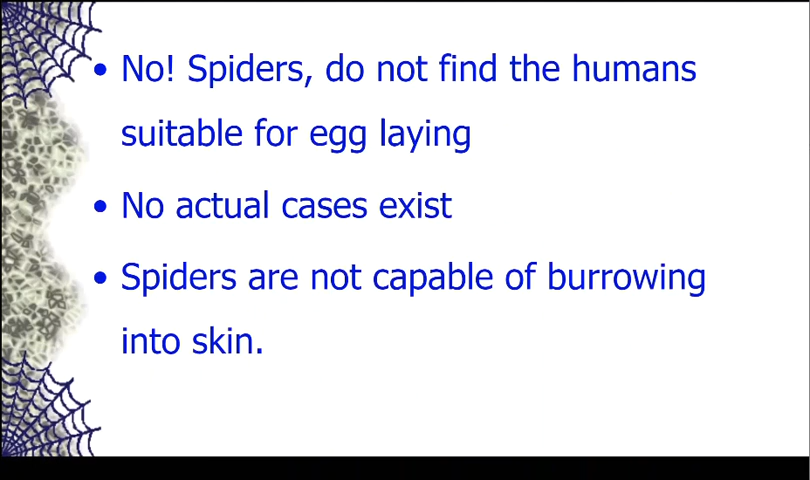 • No! Spiders, do not find the humans
suitable for egg laying
• No actual cases exist
• Spiders are not capable of burrowing
into skin.